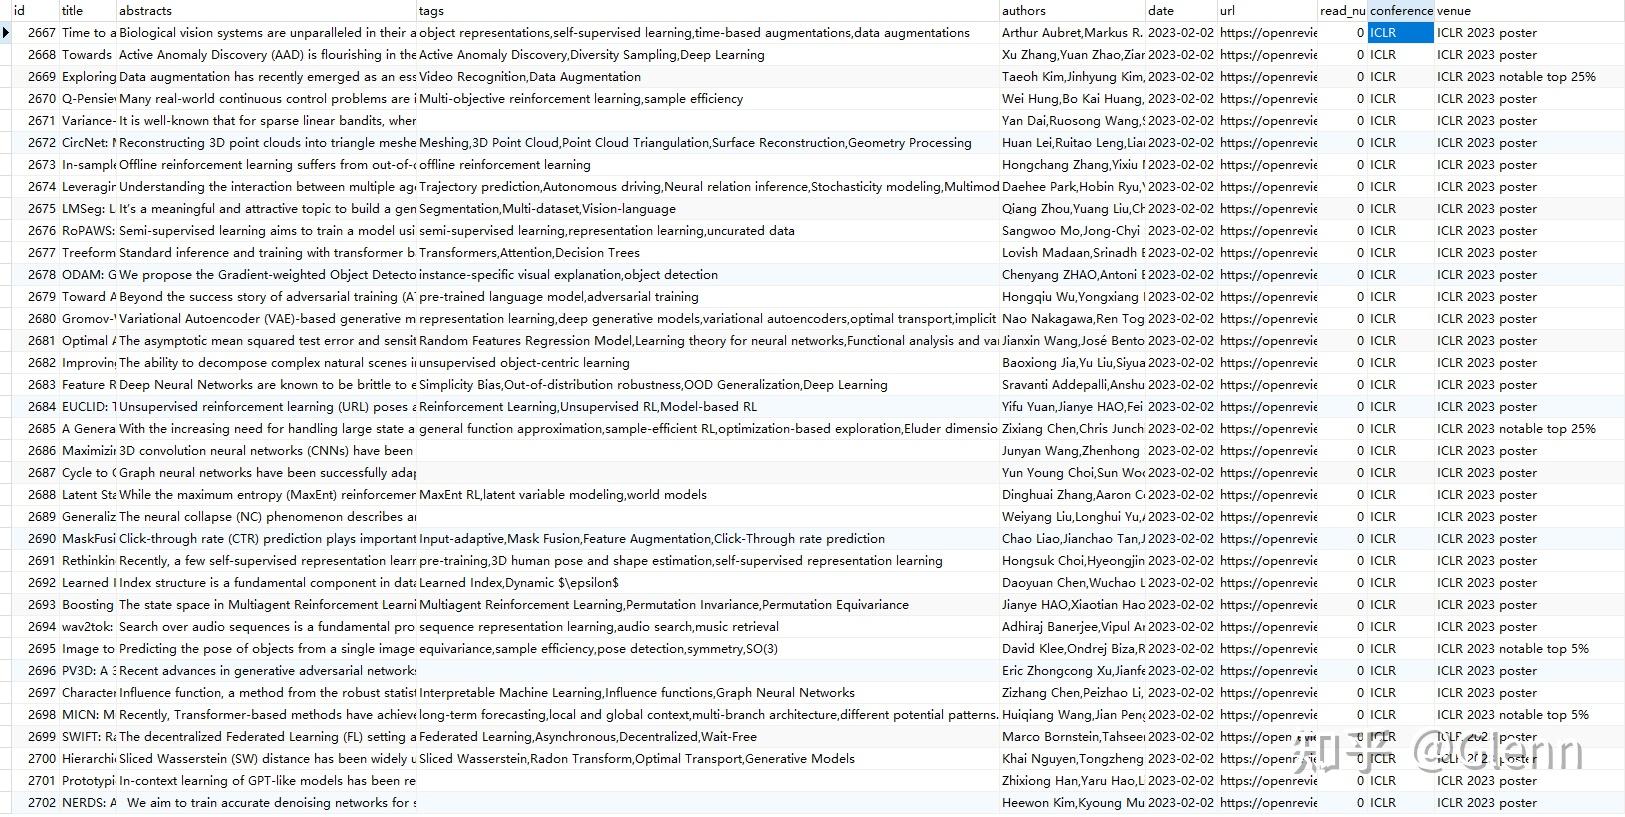 id title abstracts tags authors date url read_nu conference venue
2667 Time to a Biological vision systems are unparalleled in their a object representations,self-supervised learning,time-based augmentations,data augmentations Arthur Aubret,Markus R. 2023-02-02 https://openrevie 0 ICLR ICLR 2023 poster
2668 Towards Active Anomaly Discovery (AAD) is flourishing in the Active Anomaly Discovery,Diversity Sampling,Deep Learning Xu Zhang,Yuan Zhao,Zian 2023-02-02 https://openrevie 0 ICLR ICLR 2023 poster
2669 Exploring Data augmentation has recently emerged as an ess Video Recognition,Data Augmentation Taeoh Kim,Jinhyung Kim, 2023-02-02 https://openrevie 0 ICLR ICLR 2023 notable top 25%
2670 Q-Pensiev Many real-world continuous control problems are i Multi-objective reinforcement learning,sample efficiency Wei Hung,Bo Kai Huang, 2023-02-02 https://openrevie 0 ICLR ICLR 2023 poster
2671 Variance- It is well-known that for sparse linear bandits, when Yan Dai,Ruosong Wang,S 2023-02-02 https://openrevie 0 ICLR ICLR 2023 poster
2672 CircNet: M Reconstructing 3D point clouds into triangle meshe Meshing,3D Point Cloud,Point Cloud Triangulation,Surface Reconstruction,Geometry Processing Huan Lei,Ruitao Leng,Lian 2023-02-02 https://openrevie 0 ICLR ICLR 2023 poster
2673 In-sample Offline reinforcement learning suffers from out-of-c offline reinforcement learning Hongchang Zhang,Yixiu M 2023-02-02 https://openrevie 0 ICLR ICLR 2023 poster
2674 Leveragin Understanding the interaction between multiple age Trajectory prediction,Autonomous driving,Neural relation inference,Stochasticity modeling,Multimod Daehee Park,Hobin Ryu,Y 2023-02-02 https://openrevie 0 ICLR ICLR 2023 poster
2675 LMSeg: L It's a meaningful and attractive topic to build a gen Segmentation,Multi-dataset,Vision-language Qiang Zhou,Yuang Liu,Ch 2023-02-02 https://openrevie 0 ICLR ICLR 2023 poster
2676 RoPAWS: Semi-supervised learning aims to train a model usi semi-supervised learning,representation learning,uncurated data Sangwoo Mo,Jong-Chyi 2023-02-02 https://openrevie 0 ICLR ICLR 2023 poster
2677 Treeform Standard inference and training with transformer b Transformers,Attention,Decision Trees Lovish Madaan,Srinadh B 2023-02-02 https://openrevie 0 ICLR ICLR 2023 poster
2678 ODAM: G We propose the Gradient-weighted Object Detecto instance-specific visual explanation,object detection Chenyang ZHAO,Antoni B 2023-02-02 https://openrevie 0 ICLR ICLR 2023 poster
2679 Toward A Beyond the success story of adversarial training (AT pre-trained language model,adversarial training Hongqiu Wu,Yongxiang 2023-02-02 https://openrevie 0 ICLR ICLR 2023 poster
2680 Gromov-W Variational Autoencoder (VAE)-based generative m representation learning,deep generative models,variational autoencoders,optimal transport,implicit Nao Nakagawa,Ren Tog 2023-02-02 https://openrevie 0 ICLR ICLR 2023 poster
2681 Optimal A The asymptotic mean squared test error and sensit Random Features Regression Model,Learning theory for neural networks,Functional analysis and va Jianxin Wang,José Bento 2023-02-02 https://openrevie 0 ICLR ICLR 2023 poster
2682 Improving The ability to decompose complex natural scenes in unsupervised object-centric learning Baoxiong Jia,Yu Liu,Siyua 2023-02-02 https://openrevie 0 ICLR ICLR 2023 poster
2683 Feature R Deep Neural Networks are known to be brittle to e Simplicity Bias,Out-of-distribution robustness,OOD Generalization,Deep Learning Sravanti Addepalli,Anshu 2023-02-02 https://openrevie 0 ICLR ICLR 2023 poster
2684 EUCLID: T Unsupervised reinforcement learning (URL) poses a Reinforcement Learning,Unsupervised RL,Model-based RL Yifu Yuan,Jianye HAO,Fei 2023-02-02 https://openrevie 0 ICLR ICLR 2023 poster
2685 A Genera With the increasing need for handling large state a general function approximation,sample-efficient RL,optimization-based exploration,Eluder dimensio Zixiang Chen,Chris Junchi 2023-02-02 https://openrevie 0 ICLR ICLR 2023 notable top 25%
2686 Maximizin 3D convolution neural networks (CNNs) have been Junyan Wang,Zhenhong 2023-02-02 https://openrevie 0 ICLR ICLR 2023 poster
2687 Cycle to C Graph neural networks have been successfully adap Yun Young Choi,Sun Woo 2023-02-02 https://openrevie 0 ICLR ICLR 2023 poster
2688 Latent Sta While the maximum entropy (MaxEnt) reinforcemen MaxEnt RL,latent variable modeling,world models Dinghuai Zhang,Aaron Co 2023-02-02 https://openrevie 0 ICLR ICLR 2023 poster
2689 Generaliz The neural collapse (NC) phenomenon describes an Weiyang Liu,Longhui Yu,A 2023-02-02 https://openrevie 0 ICLR ICLR 2023 poster
2690 MaskFusi Click-through rate (CTR) prediction plays important Input-adaptive,Mask Fusion,Feature Augmentation,Click-Through rate prediction Chao Liao,Jianchao Tan,J 2023-02-02 https://openrevie 0 ICLR ICLR 2023 poster
2691 Rethinkin Recently, a few self-supervised representation learn pre-training,3D human pose and shape estimation,self-supervised representation learning Hongsuk Choi,Hyeongjin 2023-02-02 https://openrevie 0 ICLR ICLR 2023 poster
2692 Learned I Index structure is a fundamental component in data Learned Index,Dynamic $\epsilon$ Daoyuan Chen,Wuchao L 2023-02-02 https://openrevie 0 ICLR ICLR 2023 poster
2693 Boosting The state space in Multiagent Reinforcement Learni Multiagent Reinforcement Learning,Permutation Invariance,Permutation Equivariance Jianye HAO,Xiaotian Hao 2023-02-02 https://openrevie 0 ICLR ICLR 2023 poster
2694 wav2tok: Search over audio sequences is a fundamental pro sequence representation learning,audio search,music retrieval Adhiraj Banerjee,Vipul Ar 2023-02-02 https://openrevie 0 ICLR ICLR 2023 poster
2695 Image to Predicting the pose of objects from a single image equivariance,sample efficiency,pose detection,symmetry,SO(3) David Klee,Ondrej Biza,R 2023-02-02 https://openrevie 0 ICLR ICLR 2023 notable top 5%
2696 PV3D: A 3 Recent advances in generative adversarial networks Eric Zhongcong Xu,Jianfe 2023-02-02 https://openrevie 0 ICLR ICLR 2023 poster
2697 Character Influence function, a method from the robust statist Interpretable Machine Learning,Influence functions,Graph Neural Networks Zizhang Chen,Peizhao Li, 2023-02-02 https://openrevie 0 ICLR ICLR 2023 poster
2698 MICN: M Recently, Transformer-based methods have achieve long-term forecasting,local and global context,multi-branch architecture,different potential patterns. Huiqiang Wang,Jian Peng 2023-02-02 https://openrevie 0 ICLR ICLR 2023 notable top 5%
2699 SWIFT: Ra The decentralized Federated Learning (FL) setting a Federated Learning,Asynchronous,Decentralized,Wait-Free Marco Bornstein,Tahseer 2023-02-02 https://openrevie 0 ICLR ICLR 2023 poster
2700 Hierarchi Sliced Wasserstein (SW) distance has been widely u Sliced Wasserstein,Radon Transform,Optimal Transport,Generative Models Khai Nguyen,Tongzheng 2023-02-02 https://openrevie 0 ICLR ICLR 2023 poster
2701 Prototypi In-context learning of GPT-like models has been re Zhixiong Han,Yaru Hao,Li 2023-02-02 https://openrevie 0 ICLR ICLR 2023 poster
2702 NERDS: A We aim to train accurate denoising networks for s Heewon Kim,Kyoung Mu 2023-02-02 https://openrevie 0 ICLR ICLR 2023 poster
知乎 @Glenn